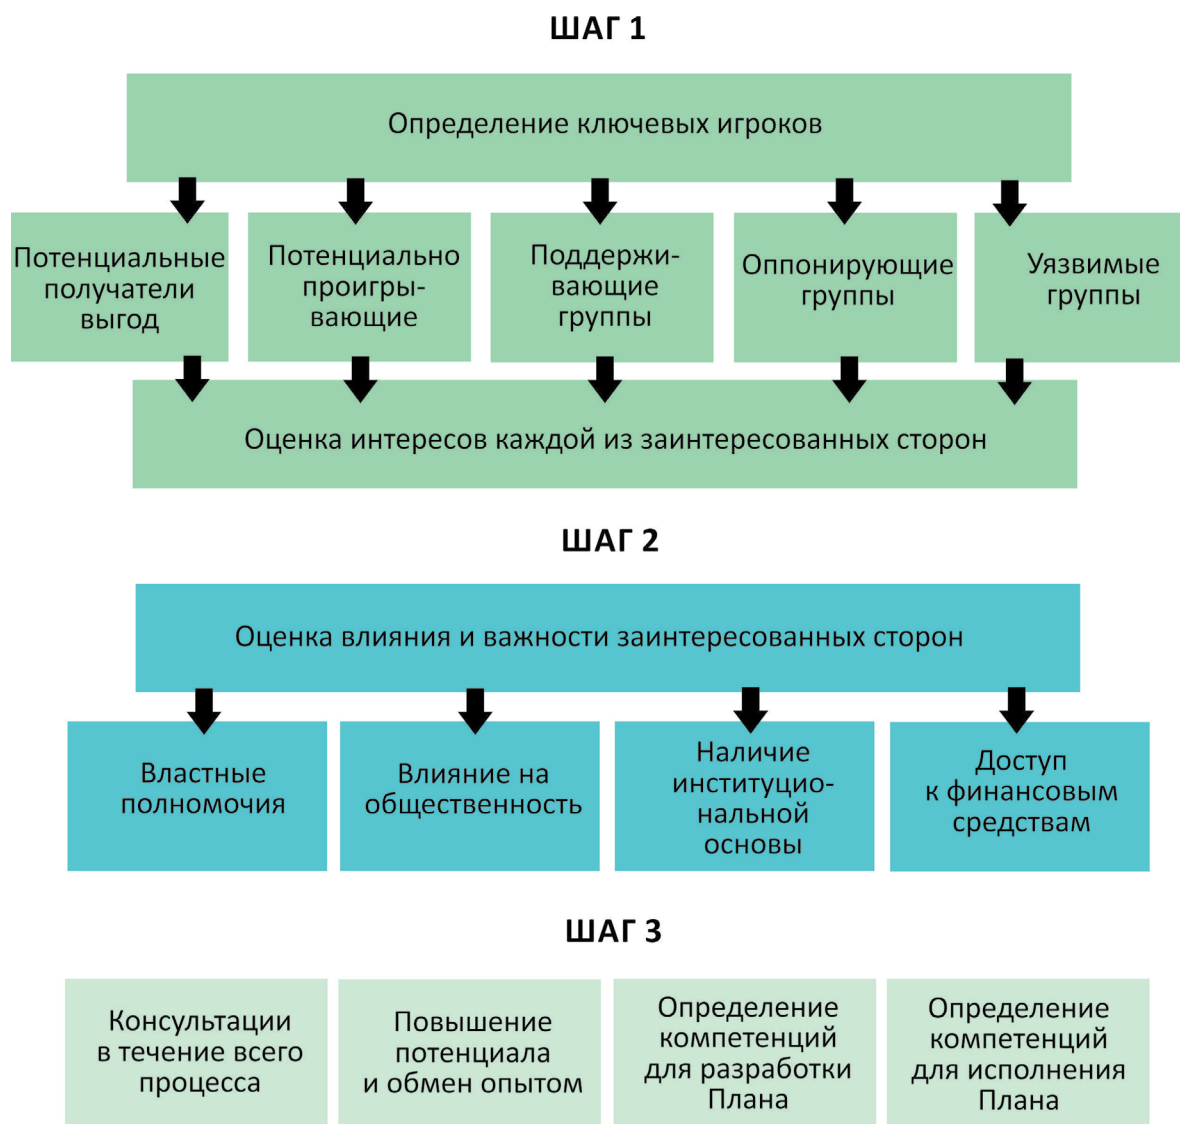 ШАГ 1
Определение ключевых игроков
Потенциальные
получатели
выгод
Потенциально
проигры-
вающие
Поддержи-
вающие
группы
Оппонирующие
группы
Уязвимые
группы
Оценка интересов каждой из заинтересованных сторон
ШАГ 2
Оценка влияния и важности заинтересованных сторон
Властные
полномочия
Влияние на
общественность
Наличие
институцио-
нальной
основы
Доступ
к финансовым
средствам
ШАГ 3
Консультации
в течение всего
процесса
Повышение
потенциала
и обмен опытом
Определение
компетенций
для разработки
Плана
Определение
компетенций
для исполнения
Плана